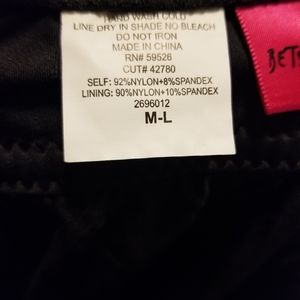 HAND WASH COLD
LINE DRY IN SHADE NO BLEACH
DO NOT IRON
MADE IN CHINA
RN# 59526
CUT# 42780
SELF: 92%NYLON+8%SPANDEX
LINING: 90%NYLON+10%SPANDEX
2696012
M-L